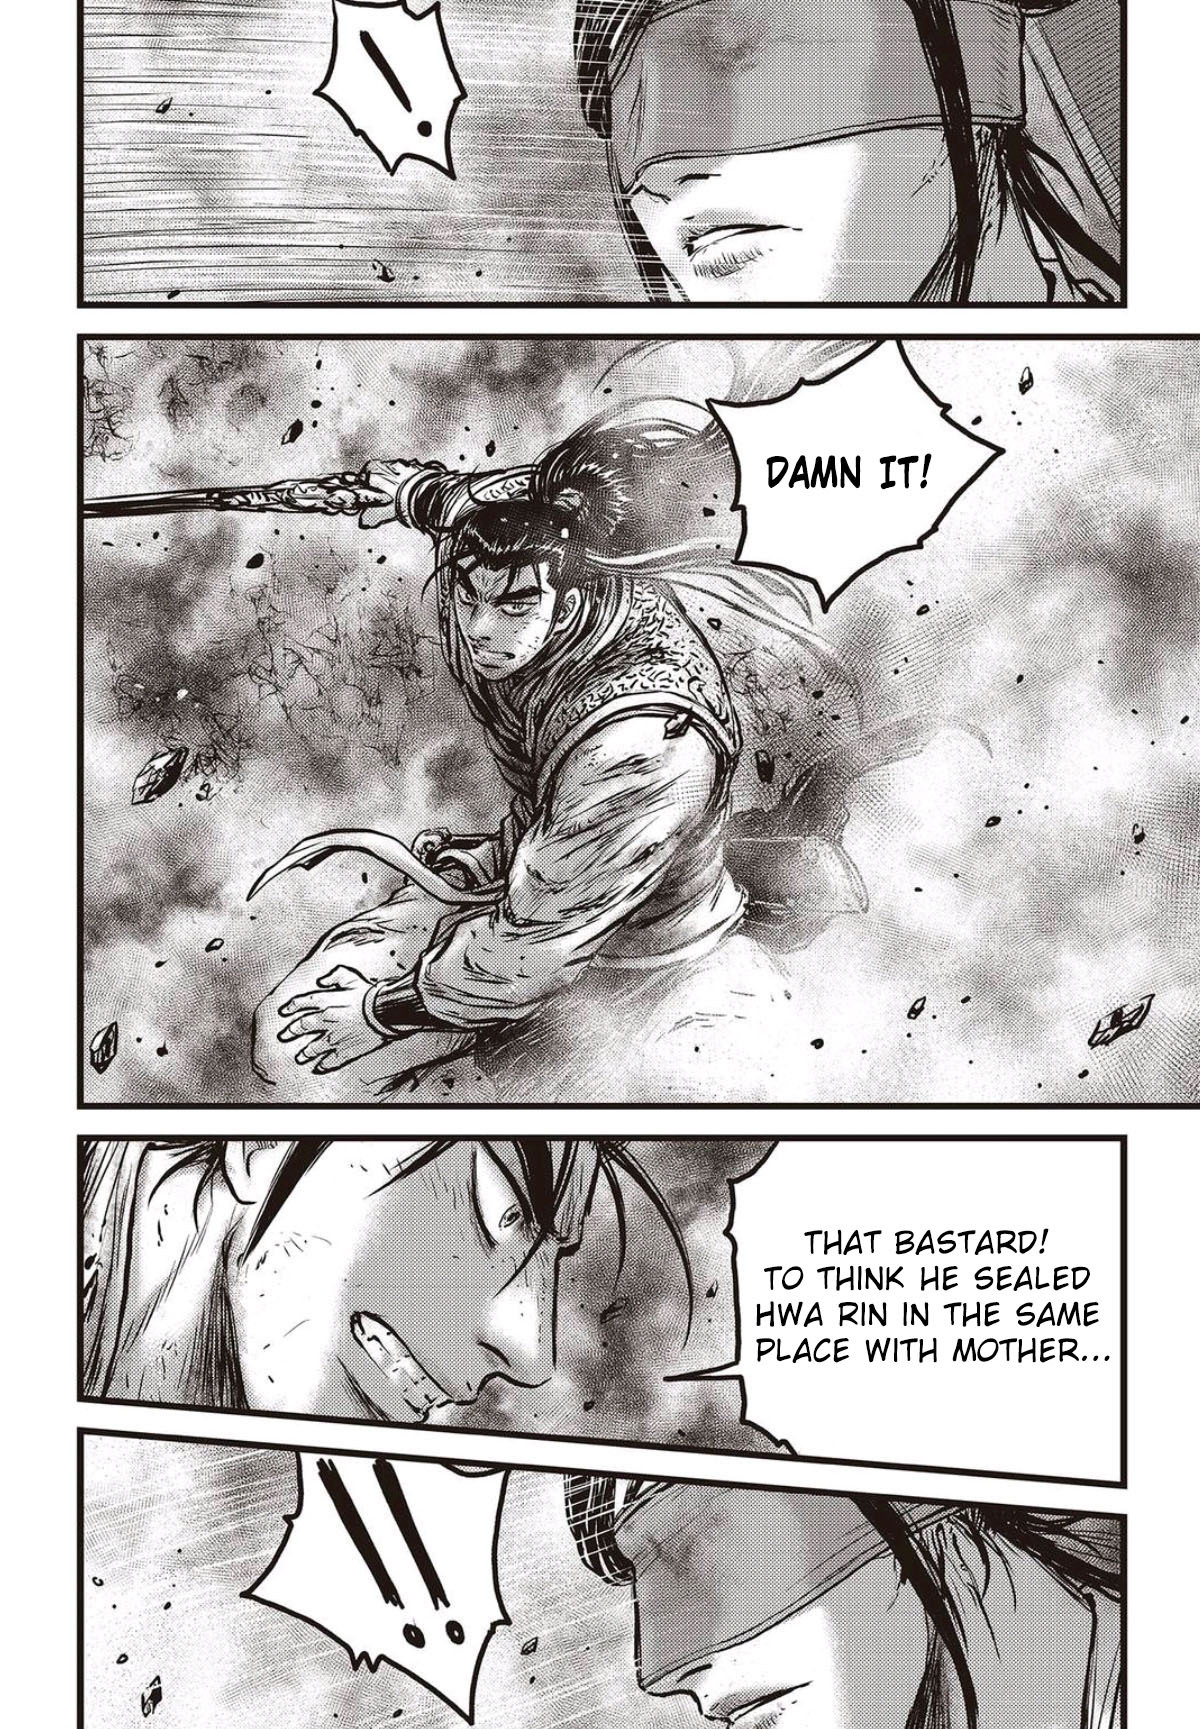 !
DAMN IT!
THAT BASTARD!
TO THINK HE SEALED
HWA RIN IN THE SAME
PLACE WITH MOTHER...
!!